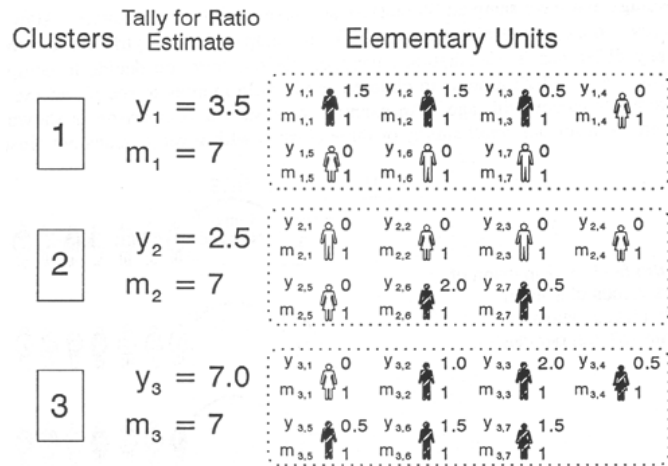 Clusters
Tally for Ratio
Estimate
Elementary Units
1
y1 = 3.5
m1 = 7
y1,1 1.5 y1,2 1.5 y1,3 0.5 y1,4 0
m1,1 1 m1,2 1 m1,3 1 m1,4 1
y1,5 0 y1,6 0 y1,7 0
m1,5 1 m1,6 1 m1,7 1
2
y2 = 2.5
m2 = 7
y2,1 0 y2,2 0 y2,3 0 y2,4 0
m2,1 1 m2,2 1 m2,3 1 m2,4 1
y2,5 0 y2,6 2.0 y2,7 0.5
m2,5 1 m2,6 1 m2,7 1
3
y3 = 7.0
m3 = 7
y3,1 0 y3,2 1.0 y3,3 2.0 y3,4 0.5
m3,1 1 m3,2 1 m3,3 1 m3,4 1
y3,5 0.5 y3,6 1.5 y3,7 1.5
m3,5 1 m3,6 1 m3,7 1